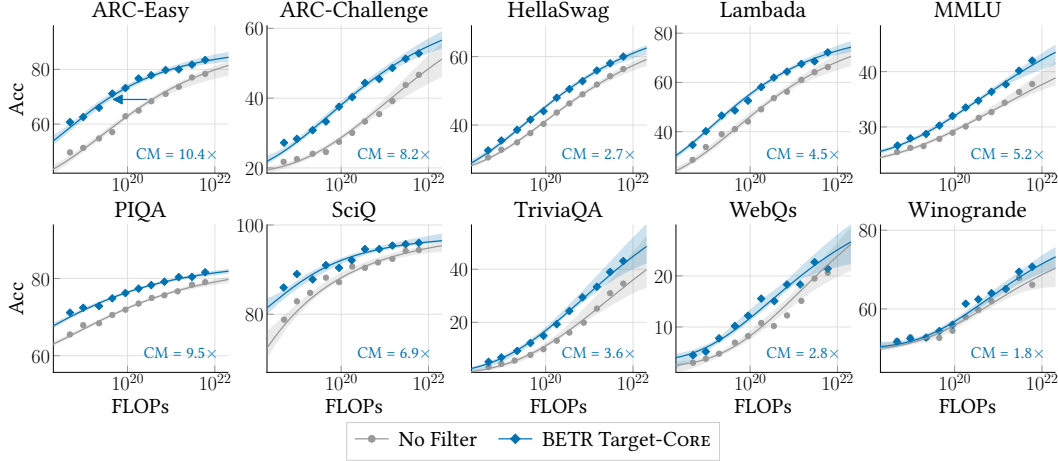 ARC-Easy ARC-Challenge HellaSwag Lambada MMLU
Acc
80
60
CM = 10.4×
10^20 10^22
60
40
20
CM = 8.2×
10^20 10^22
60
40
CM = 2.7×
10^20 10^22
80
60
40
CM = 4.5×
10^20 10^22
50
30
CM = 5.2×
10^20 10^22
PIQA SciQ TriviaQA WebQs Winogrande
Acc
80
60
CM = 9.5×
10^20 10^22
FLOPs
100
80
CM = 6.9×
10^20 10^22
FLOPs
40
20
CM = 3.6×
10^20 10^22
FLOPs
20
10
CM = 2.8×
10^20 10^22
FLOPs
80
60
CM = 1.8×
10^20 10^22
FLOPs
No Filter BETR Target-Core